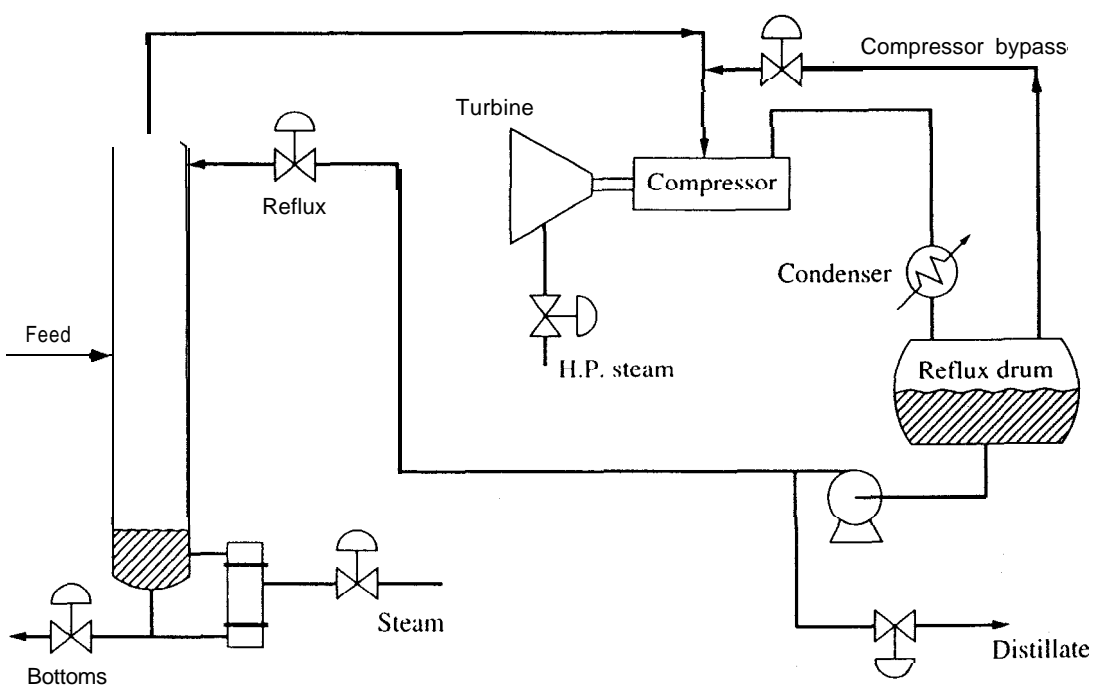 Compressor bypass
Turbine
Compressor
Reflux
Condenser
Feed
H.P. steam
Reflux drum
Steam
Distillate
Bottoms